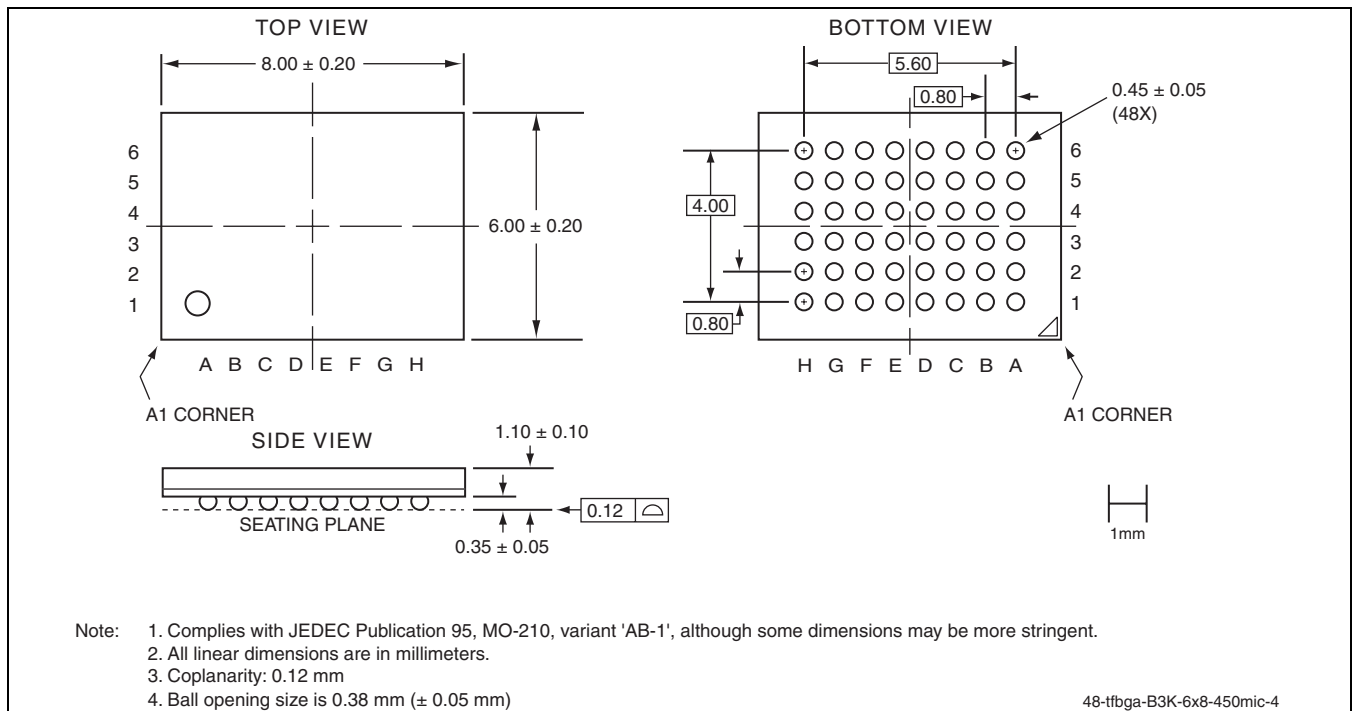 TOP VIEW
BOTTOM VIEW
8.00 ± 0.20
5.60
0.80
0.45 ± 0.05
(48X)
6
5
4
3
2
1
6.00 ± 0.20
4.00
0.80
6
5
4
3
2
1
A B C D E F G H
H G F E D C B A
A1 CORNER
A1 CORNER
SIDE VIEW
1.10 ± 0.10
0.12
SEATING PLANE
0.35 ± 0.05
1mm
Note: 1. Complies with JEDEC Publication 95, MO-210, variant 'AB-1', although some dimensions may be more stringent.
2. All linear dimensions are in millimeters.
3. Coplanarity: 0.12 mm
4. Ball opening size is 0.38 mm (± 0.05 mm)
48-tfbga-B3K-6x8-450mic-4